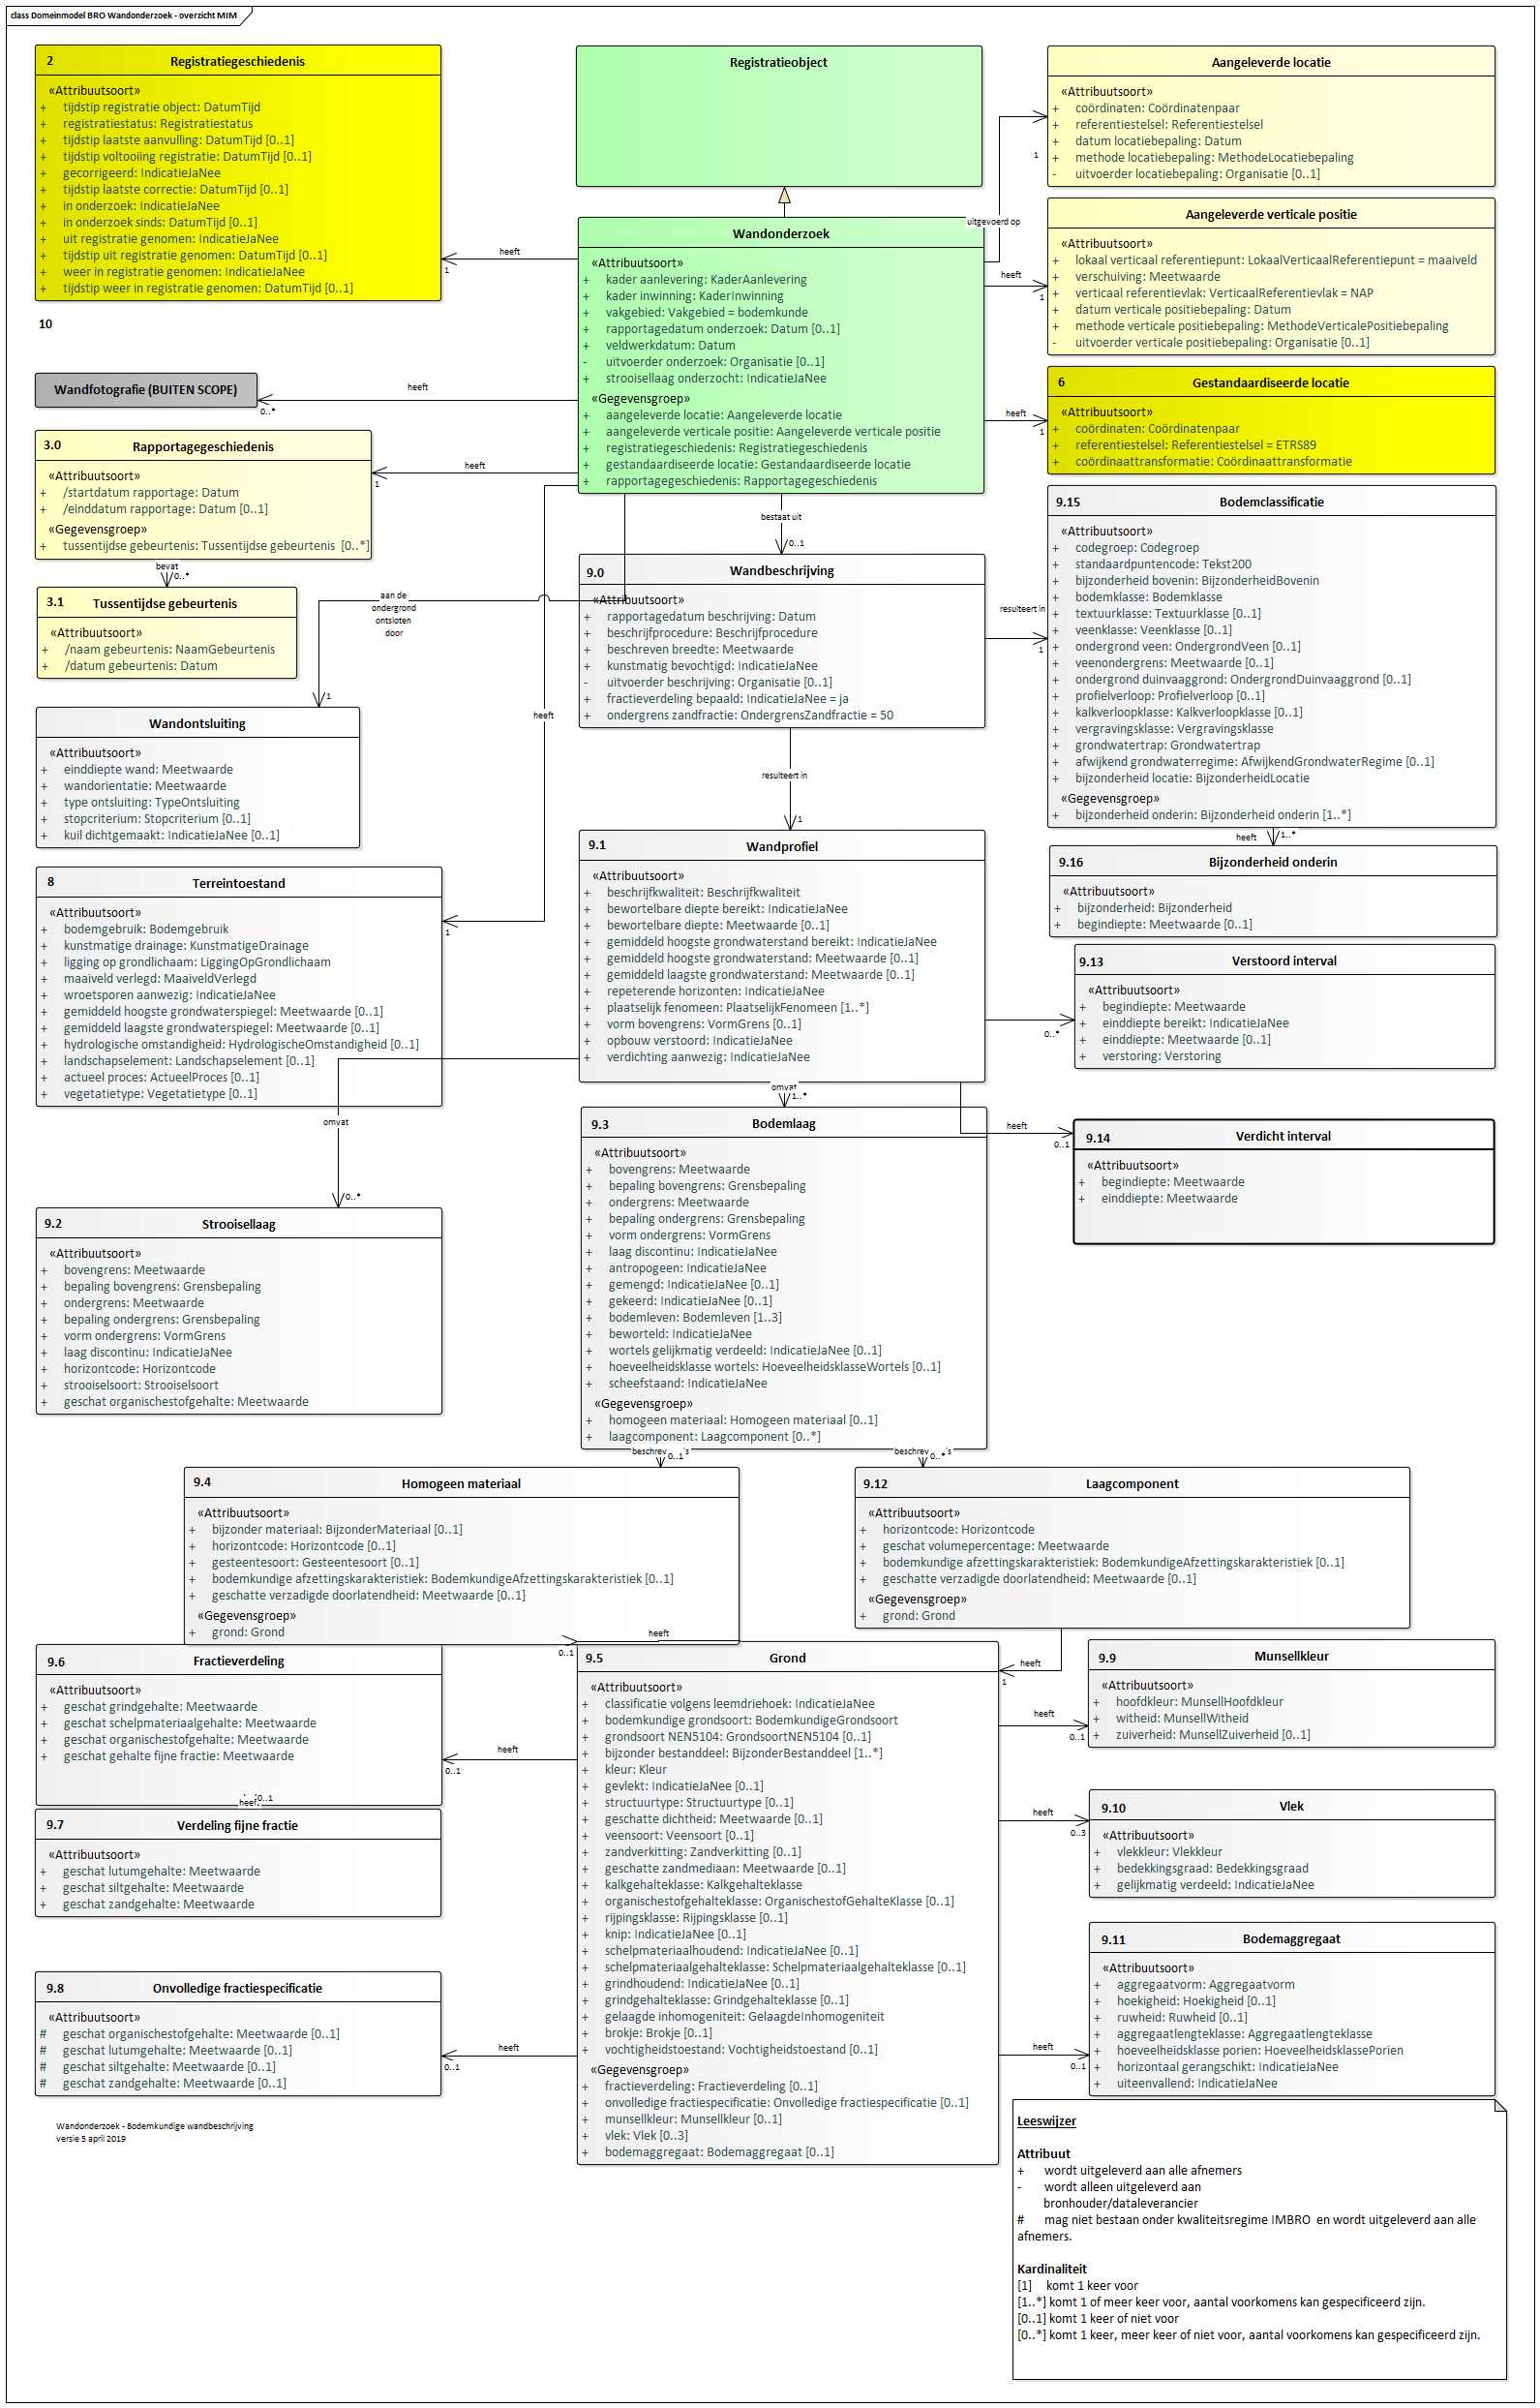 class Domeinmodel BRO Wandonderzoek - overzicht MIM
2 Registratiegeschiedenis
«Attribuutsoort»
+ tijdstip registratie object: DatumTijd
+ registratiestatus: Registratiestatus
+ tijdstip laatste aanvulling: DatumTijd [0..1]
+ tijdstip voltooiing registratie: DatumTijd [0..1]
+ gecorrigeerd: IndicatieJaNee
+ tijdstip laatste correctie: DatumTijd [0..1]
+ in onderzoek: IndicatieJaNee
+ in onderzoek sinds: DatumTijd [0..1]
+ uit registratie genomen: IndicatieJaNee
+ tijdstip uit registratie genomen: DatumTijd [0..1]
+ weer in registratie genomen: IndicatieJaNee
+ tijdstip weer in registratie genomen: DatumTijd [0..1]
10
Registratieobject
Aangeleverde locatie
«Attribuutsoort»
+ coördinaten: Coördinatenpaar
+ referentiestelsel: Referentiestelsel
+ datum locatiebepaling: Datum
+ methode locatiebepaling: MethodeLocatiebepaling
- uitvoerder locatiebepaling: Organisatie [0..1]
1
uitgevoerd op
Wandonderzoek
«Attribuutsoort»
+ kader aanlevering: KaderAanlevering
+ kader inwinning: KaderInwinning
+ vakgebied: Vakgebied = bodemkunde
+ rapportagedatum onderzoek: Datum [0..1]
+ veldwerkdatum: Datum
- uitvoerder onderzoek: Organisatie [0..1]
+ strooisellaag onderzocht: IndicatieJaNee
«Gegevensgroep»
+ aangeleverde locatie: Aangeleverde locatie
+ aangeleverde verticale positie: Aangeleverde verticale positie
+ registratiegeschiedenis: Registratiegeschiedenis
+ gestandaardiseerde locatie: Gestandaardiseerde locatie
+ rapportagegeschiedenis: Rapportagegeschiedenis
heeft
1
Aangeleverde verticale positie
«Attribuutsoort»
+ lokaal verticaal referentiepunt: LokaalVerticaalReferentiepunt = maaiveld
+ verschuiving: Meetwaarde
+ verticaal referentievlak: VerticaalReferentievlak = NAP
+ datum verticale positiebepaling: Datum
+ methode verticale positiebepaling: MethodeVerticalePositiebepaling
- uitvoerder verticale positiebepaling: Organisatie [0..1]
heeft
1
6 Gestandaardiseerde locatie
«Attribuutsoort»
+ coördinaten: Coördinatenpaar
+ referentiestelsel: Referentiestelsel = ETRS89
+ coördinaattransformatie: Coördinaattransformatie
heeft
1
Wandfotografie (BUITEN SCOPE)
heeft
0..*
3.0 Rapportagegeschiedenis
«Attribuutsoort»
+ /startdatum rapportage: Datum
+ /einddatum rapportage: Datum [0..1]
«Gegevensgroep»
+ tussentijdse gebeurtenis: Tussentijdse gebeurtenis [0..*]
heeft
1
bevat
0..*
3.1 Tussentijdse gebeurtenis
«Attribuutsoort»
+ /naam gebeurtenis: NaamGebeurtenis
+ /datum gebeurtenis: Datum
aan de
ondergrond
ontsloten
door
1
bestaat uit
0..1
9.0 Wandbeschrijving
«Attribuutsoort»
+ rapportagedatum beschrijving: Datum
+ beschrijfprocedure: Beschrijfprocedure
+ beschreven breedte: Meetwaarde
+ kunstmatig bevochtigd: IndicatieJaNee
- uitvoerder beschrijving: Organisatie [0..1]
+ fractieverdeling bepaald: IndicatieJaNee = ja
+ ondergrens zandfractie: OndergrensZandfractie = 50
resulteert in
1
9.15 Bodemclassificatie
«Attribuutsoort»
+ codegroep: Codegroep
+ standaardpuntencode: Tekst200
+ bijzonderheid bovenin: BijzonderheidBovenin
+ bodemklasse: Bodemklasse
+ textuurklasse: Textuurklasse [0..1]
+ veenklasse: Veenklasse [0..1]
+ ondergrond veen: OndergrondVeen [0..1]
+ veenondergrens: Meetwaarde [0..1]
+ ondergrond duinvaaggrond: OndergrondDuinvaaggrond [0..1]
+ profielverloop: Profielverloop [0..1]
+ kalkverloopklasse: Kalkverloopklasse [0..1]
+ vergravingsklasse: Vergravingsklasse
+ grondwatertrap: Grondwatertrap
+ afwijkend grondwaterregime: AfwijkendGrondwaterRegime [0..1]
+ bijzonderheid locatie: BijzonderheidLocatie
«Gegevensgroep»
+ bijzonderheid onderin: Bijzonderheid onderin [1..*]
heeft 1..*
9.16 Bijzonderheid onderin
«Attribuutsoort»
+ bijzonderheid: Bijzonderheid
+ begindiepte: Meetwaarde [0..1]
Wandontsluiting
«Attribuutsoort»
+ einddiepte wand: Meetwaarde
+ wandorientatie: Meetwaarde
+ type ontsluiting: TypeOntsluiting
+ stopcriterium: Stopcriterium [0..1]
+ kuil dichtgemaakt: IndicatieJaNee [0..1]
heeft
resulteert in
1
8 Terreintoestand
«Attribuutsoort»
+ bodemgebruik: Bodemgebruik
+ kunstmatige drainage: KunstmatigeDrainage
+ ligging op grondlichaam: LiggingOpGrondlichaam
+ maaiveld verlegd: MaaiveldVerlegd
+ wroetsporen aanwezig: IndicatieJaNee
+ gemiddeld hoogste grondwaterspiegel: Meetwaarde [0..1]
+ gemiddeld laagste grondwaterspiegel: Meetwaarde [0..1]
+ hydrologische omstandigheid: HydrologischeOmstandigheid [0..1]
+ landschapselement: Landschapselement [0..1]
+ actueel proces: ActueelProces [0..1]
+ vegetatietype: Vegetatietype [0..1]
1
9.1 Wandprofiel
«Attribuutsoort»
+ beschrijfkwaliteit: Beschrijfkwaliteit
+ bewortelbare diepte bereikt: IndicatieJaNee
+ bewortelbare diepte: Meetwaarde [0..1]
+ gemiddeld hoogste grondwaterstand bereikt: IndicatieJaNee
+ gemiddeld hoogste grondwaterstand: Meetwaarde [0..1]
+ gemiddeld laagste grondwaterstand: Meetwaarde [0..1]
+ repeterende horizonten: IndicatieJaNee
+ plaatselijk fenomeen: PlaatselijkFenomeen [1..*]
+ vorm bovengrens: VormGrens [0..1]
+ opbouw verstoord: IndicatieJaNee
+ verdichting aanwezig: IndicatieJaNee
0..*
9.13 Verstoord interval
«Attribuutsoort»
+ begindiepte: Meetwaarde
+ einddiepte bereikt: IndicatieJaNee
+ einddiepte: Meetwaarde [0..1]
+ verstoring: Verstoring
omvat
1..*
heeft
0..1
9.14 Verdicht interval
«Attribuutsoort»
+ begindiepte: Meetwaarde
+ einddiepte: Meetwaarde
omvat
0..*
9.2 Strooisellaag
«Attribuutsoort»
+ bovengrens: Meetwaarde
+ bepaling bovengrens: Grensbepaling
+ ondergrens: Meetwaarde
+ bepaling ondergrens: Grensbepaling
+ vorm ondergrens: VormGrens
+ laag discontinu: IndicatieJaNee
+ horizontcode: Horizontcode
+ strooiselsoort: Strooiselsoort
+ geschat organischestofgehalte: Meetwaarde
9.3 Bodemlaag
«Attribuutsoort»
+ bovengrens: Meetwaarde
+ bepaling bovengrens: Grensbepaling
+ ondergrens: Meetwaarde
+ bepaling ondergrens: Grensbepaling
+ vorm ondergrens: VormGrens
+ laag discontinu: IndicatieJaNee
+ antropogeen: IndicatieJaNee
+ gemengd: IndicatieJaNee [0..1]
+ gekeerd: IndicatieJaNee [0..1]
+ bodemleven: Bodemleven [1..3]
+ beworteld: IndicatieJaNee
+ wortels gelijkmatig verdeeld: IndicatieJaNee [0..1]
+ hoeveelheidsklasse wortels: HoeveelheidsklasseWortels [0..1]
+ scheefstaand: IndicatieJaNee
«Gegevensgroep»
+ homogeen materiaal: Homogeen materiaal [0..1]
+ laagcomponent: Laagcomponent [0..*]
0..1
0..*
9.4 Homogeen materiaal
«Attribuutsoort»
+ bijzonder materiaal: BijzonderMateriaal [0..1]
+ horizontcode: Horizontcode [0..1]
+ gesteentesoort: Gesteentesoort [0..1]
+ bodemkundige afzettingskarakteristiek: BodemkundigeAfzettingskarakteristiek [0..1]
+ geschatte verzadigde doorlatendheid: Meetwaarde [0..1]
«Gegevensgroep»
+ grond: Grond
9.12 Laagcomponent
«Attribuutsoort»
+ horizontcode: Horizontcode
+ geschat volumepercentage: Meetwaarde
+ bodemkundige afzettingskarakteristiek: BodemkundigeAfzettingskarakteristiek [0..1]
+ geschatte verzadigde doorlatendheid: Meetwaarde [0..1]
«Gegevensgroep»
+ grond: Grond
heeft
0..1
heeft
1
9.6 Fractieverdeling
«Attribuutsoort»
+ geschat grindgehalte: Meetwaarde
+ geschat schelpmateriaalgehalte: Meetwaarde
+ geschat organischestofgehalte: Meetwaarde
+ geschat gehalte fijne fractie: Meetwaarde
heeft
0..1
heeft
0..1
9.7 Verdeling fijne fractie
«Attribuutsoort»
+ geschat lutumgehalte: Meetwaarde
+ geschat siltgehalte: Meetwaarde
+ geschat zandgehalte: Meetwaarde
9.8 Onvolledige fractiespecificatie
«Attribuutsoort»
# geschat organischestofgehalte: Meetwaarde [0..1]
# geschat lutumgehalte: Meetwaarde [0..1]
# geschat siltgehalte: Meetwaarde [0..1]
# geschat zandgehalte: Meetwaarde [0..1]
heeft
0..1
9.5 Grond
«Attribuutsoort»
+ classificatie volgens leemdriehoek: IndicatieJaNee
+ bodemkundige grondsoort: BodemkundigeGrondsoort
+ grondsoort NEN5104: GrondsoortNEN5104 [0..1]
+ bijzonder bestanddeel: BijzonderBestanddeel [1..*]
+ kleur: Kleur
+ gevlekt: IndicatieJaNee [0..1]
+ structuurtype: Structuurtype [0..1]
+ geschatte dichtheid: Meetwaarde [0..1]
+ veensoort: Veensoort [0..1]
+ zandverkitting: Zandverkitting [0..1]
+ geschatte zandmediaan: Meetwaarde [0..1]
+ kalkgehalteklasse: Kalkgehalteklasse
+ organischestofgehalteklasse: OrganischestofGehalteKlasse [0..1]
+ rijpingsklasse: Rijpingsklasse [0..1]
+ knip: IndicatieJaNee [0..1]
+ schelpmateriaalhoudend: IndicatieJaNee [0..1]
+ schelpmateriaalgehalteklasse: Schelpmateriaalgehalteklasse [0..1]
+ grindhoudend: IndicatieJaNee [0..1]
+ grindgehalteklasse: Grindgehalteklasse [0..1]
+ gelaagde inhomogeniteit: GelaagdeInhomogeniteit
+ brokje: Brokje [0..1]
+ vochtigheidstoestand: Vochtigheidstoestand [0..1]
«Gegevensgroep»
+ fractieverdeling: Fractieverdeling [0..1]
+ onvolledige fractiespecificatie: Onvolledige fractiespecificatie [0..1]
+ munsellkleur: Munsellkleur [0..1]
+ vlek: Vlek [0..3]
+ bodemaggregaat: Bodemaggregaat [0..1]
heeft
0..1
9.9 Munsellkleur
«Attribuutsoort»
+ hoofdkleur: MunsellHoofdkleur
+ witheid: MunsellWitheid
+ zuiverheid: MunsellZuiverheid [0..1]
heeft
0..3
9.10 Vlek
«Attribuutsoort»
+ vlekkleur: Vlekkleur
+ bedekkingsgraad: Bedekkingsgraad
+ gelijkmatig verdeeld: IndicatieJaNee
heeft
0..1
9.11 Bodemaggregaat
«Attribuutsoort»
+ aggregaatvorm: Aggregaatvorm
+ hoekigheid: Hoekigheid [0..1]
+ ruwheid: Ruwheid [0..1]
+ aggregaatlengteklasse: Aggregaatlengteklasse
+ hoeveelheidsklasse porien: HoeveelheidsklassePorien
+ horizontaal gerangschikt: IndicatieJaNee
+ uiteenvallend: IndicatieJaNee
Wandonderzoek - Bodemkundige wandbeschrijving
versie 5 april 2019
Leeswijzer
Attribuut
+ wordt uitgeleverd aan alle afnemers
- wordt alleen uitgeleverd aan
bronhouder/dataleverancier
# mag niet bestaan onder kwaliteitsregime IMBRO en wordt uitgeleverd aan alle
afnemers.
Kardinaliteit
[1] komt 1 keer voor
[1..*] komt 1 of meer keer voor, aantal voorkomens kan gespecificeerd zijn.
[0..1] komt 1 keer of niet voor
[0..*] komt 1 keer, meer keer of niet voor, aantal voorkomens kan gespecificeerd zijn.